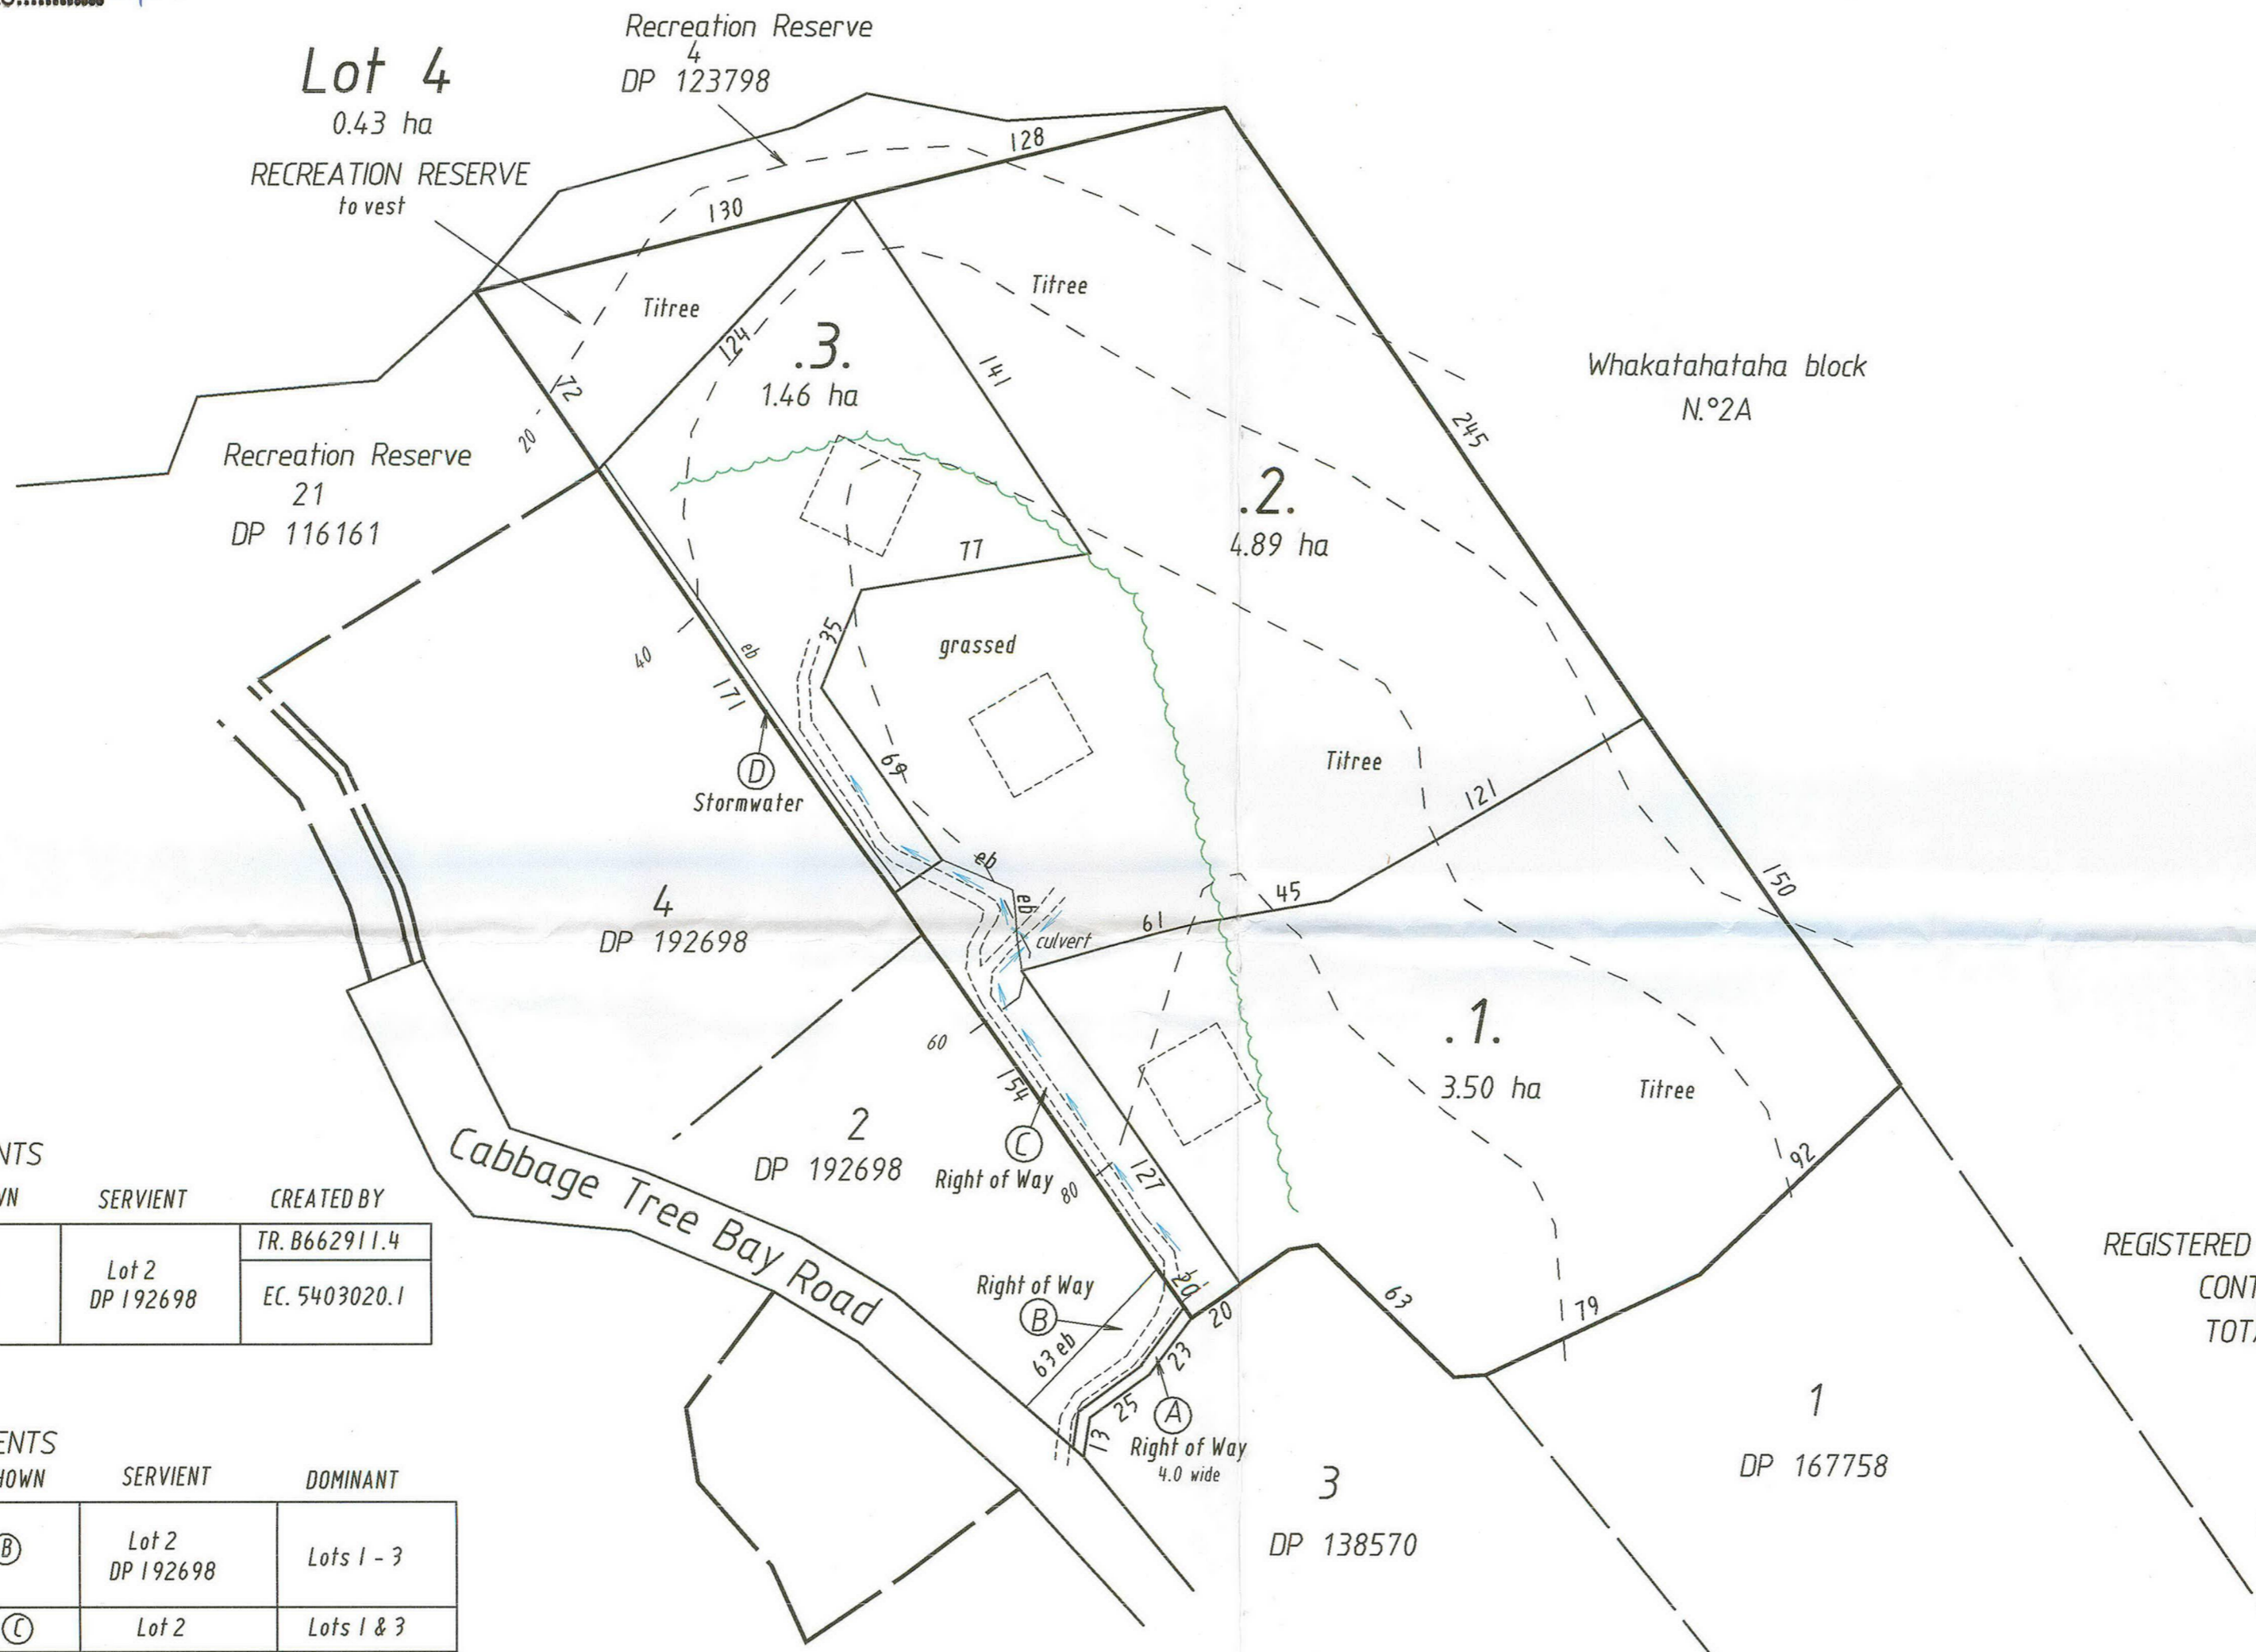 Recreation Reserve
4
DP 123798
Lot 4
0.43 ha
RECREATION RESERVE
to vest
128
130
Titree
Titree
124
.3.
1.46 ha
141
72
20
245
Whakatahataha block
N.º2A
Recreation Reserve
21
DP 116161
.2.
4.89 ha
77
35
grassed
40
eb
171
69
D
Stormwater
Titree
121
150
eb
eb
45
61
culvert
4
DP 192698
.1.
3.50 ha
Titree
60
154
2
DP 192698
C
Right of Way
80
127
92
Cabbage Tree Bay Road
NTS
WN
SERVIENT
CREATED BY
TR. B662911.4
Lot 2
DP 192698
EC. 5403020.1
Right of Way
B
20
20
63
79
63 eb
23
25
13
A
Right of Way
4.0 wide
REGISTERED
CONT
TOTA
1
DP 167758
3
DP 138570
ENTS
HOWN
SERVIENT
DOMINANT
B
Lot 2
DP 192698
Lots 1 - 3
C
Lot 2
Lots 1 & 3